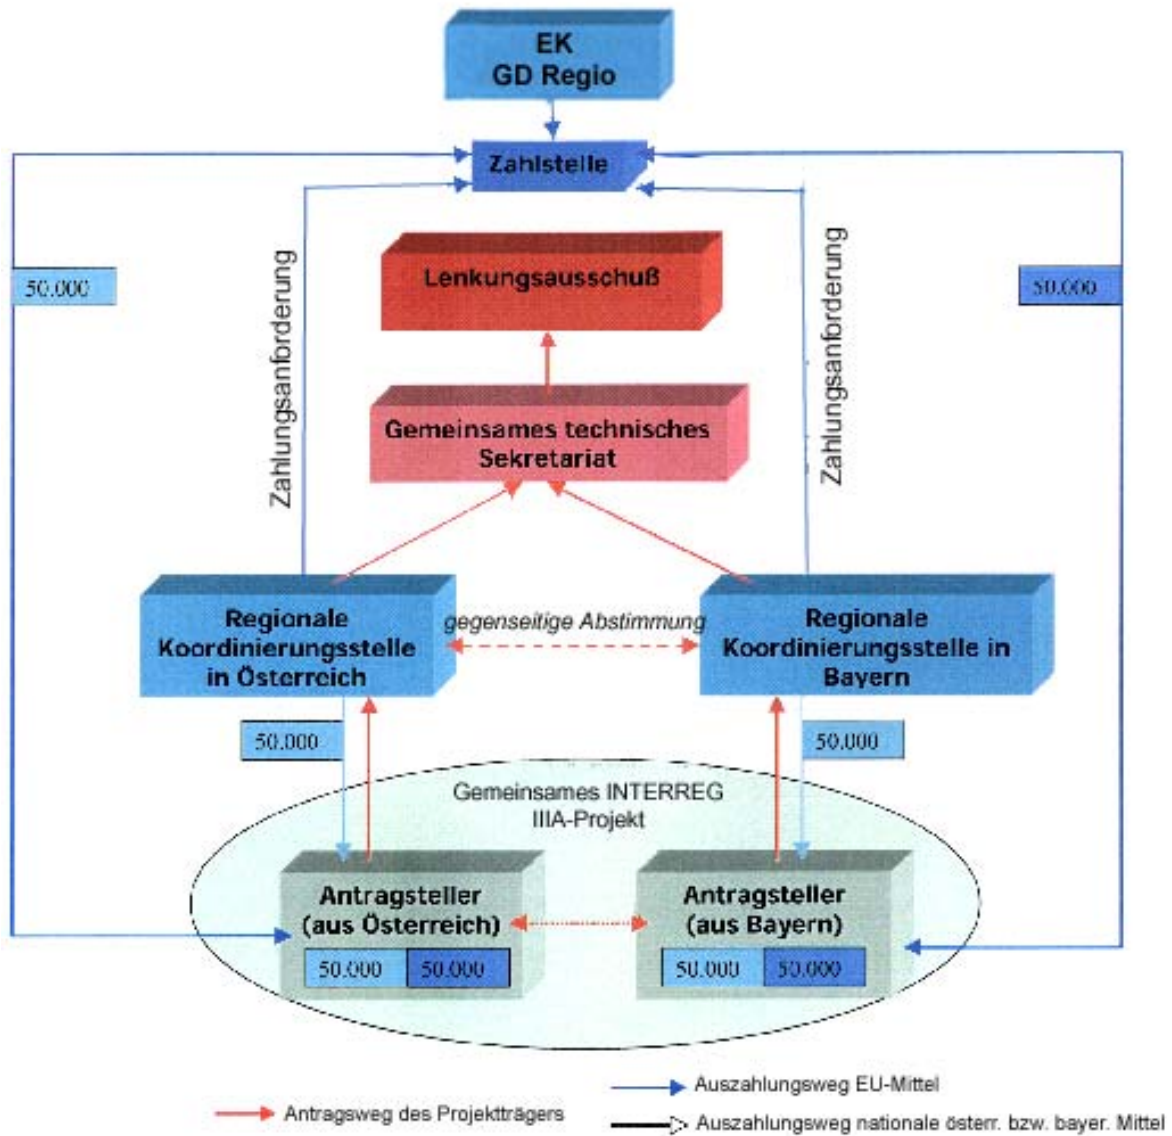 EK
GD Regio
Zahlstelle
50.000
Zahlungsanforderung
Lenkungsausschuß
Zahlungsanforderung
50.000
Gemeinsames technisches
Sekretariat
Regionale
Koordinierungsstelle
in Österreich
gegenseitige Abstimmung
Regionale
Koordinierungsstelle in
Bayern
50.000
50.000
Gemeinsames INTERREG
IIIA-Projekt
Antragsteller
(aus Österreich)
50.000 50.000
Antragsteller
(aus Bayern)
50.000 50.000
Antragsweg des Projektträgers
Auszahlungsweg EU-Mittel
Auszahlungsweg nationale österr. bzw. bayer. Mittel